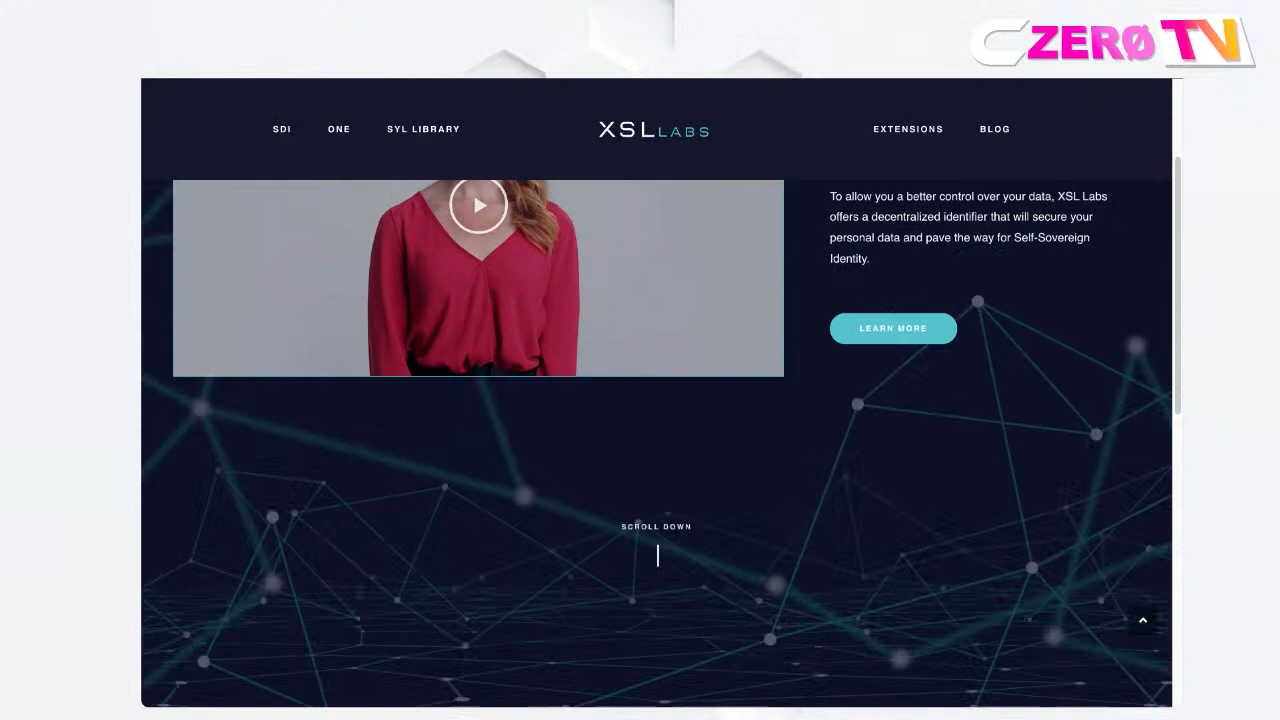 CZERØ TV
SDI
ONE
SYL LIBRARY
XSL LABS
EXTENSIONS
BLOG
To allow you a better control over your data, XSL Labs
offers a decentralized identifier that will secure your
personal data and pave the way for Self-Sovereign
Identity.
LEARN MORE
SCROLL DOWN